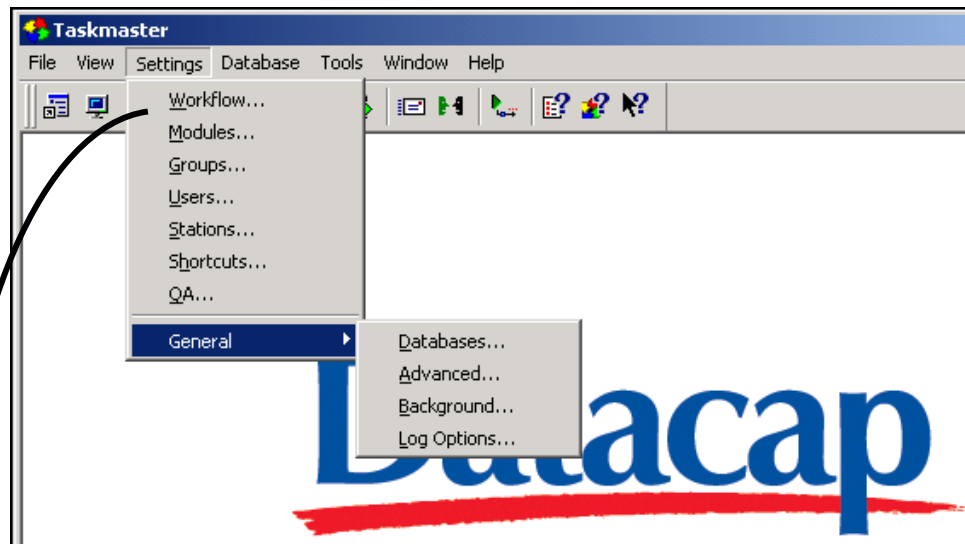 Taskmaster
File View Settings Database Tools Window Help
Workflow...
Modules...
Groups...
Users...
Stations...
Shortcuts...
QA...
General
Databases...
Advanced...
Background...
Log Options...
Datacap